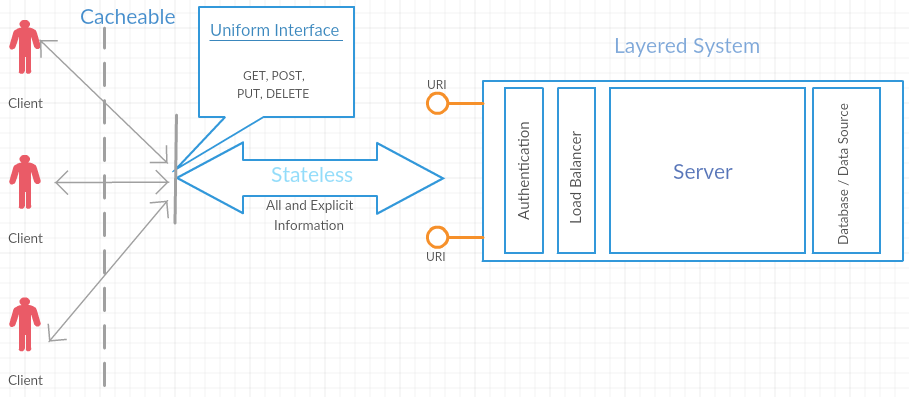 Cacheable
Client
Client
Client
Uniform Interface
GET, POST,
PUT, DELETE
Stateless
All and Explicit
Information
Layered System
URI
URI
Authentication
Load Balancer
Server
Database / Data Source